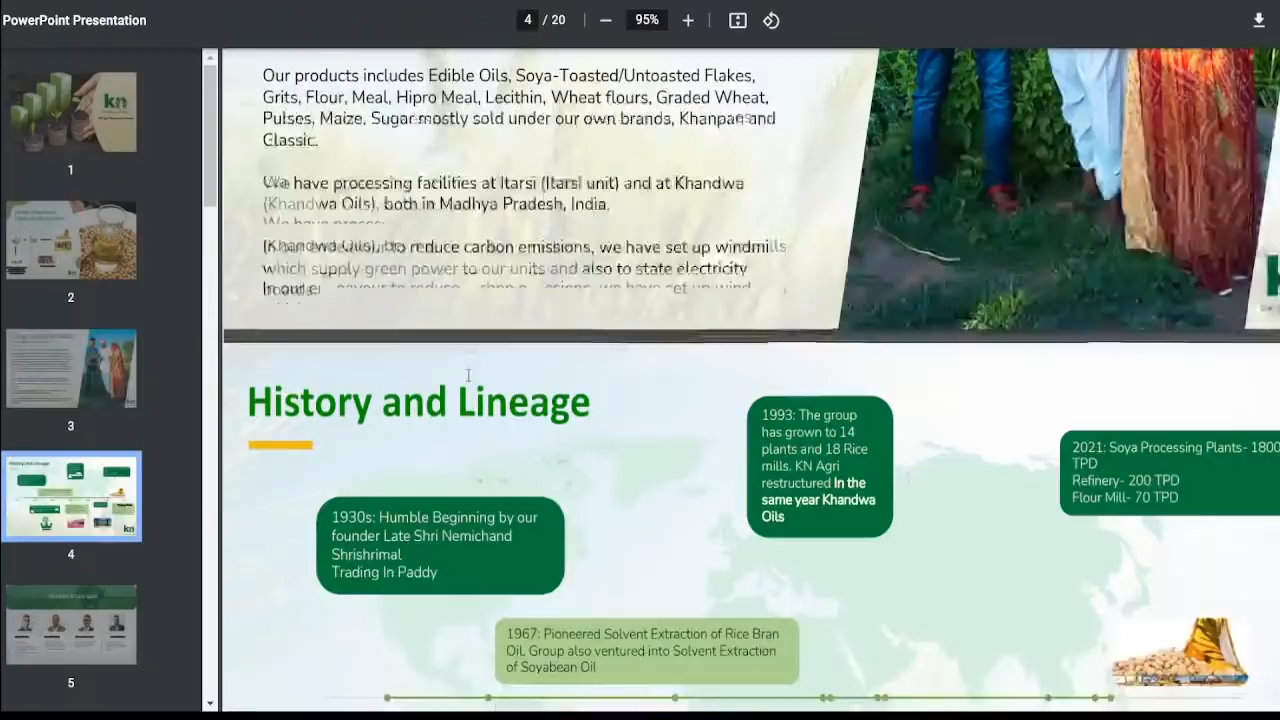 PowerPoint Presentation
4 / 20
95%
kn
1
2
3
kn
4
5
Our products includes Edible Oils, Soya-Toasted/Untoasted Flakes,
Grits, Flour, Meal, Hipro Meal, Lecithin, Wheat flours, Graded Wheat,
Pulses, Maize, Sugar mostly sold under our own brands, Khanpan and
Classic.
We have processing facilities at Itarsi (Itarsi unit) and at Khandwa
(Khandwa Oils), both in Madhya Pradesh, India.
to reduce carbon emissions, we have set up windmills
which supply green power to our units and also to state electricity
History and Lineage
1930s: Humble Beginning by our
founder Late Shri Nemichand
Shrishrimal
Trading In Paddy
1967: Pioneered Solvent Extraction of Rice Bran
Oil. Group also ventured into Solvent Extraction
of Soyabean Oil
1993: The group
has grown to 14
plants and 18 Rice
mills. KN Agri
restructured In the
same year Khandwa
Oils
2021: Soya Processing Plants- 1800
TPD
Refinery- 200 TPD
Flour Mill- 70 TPD